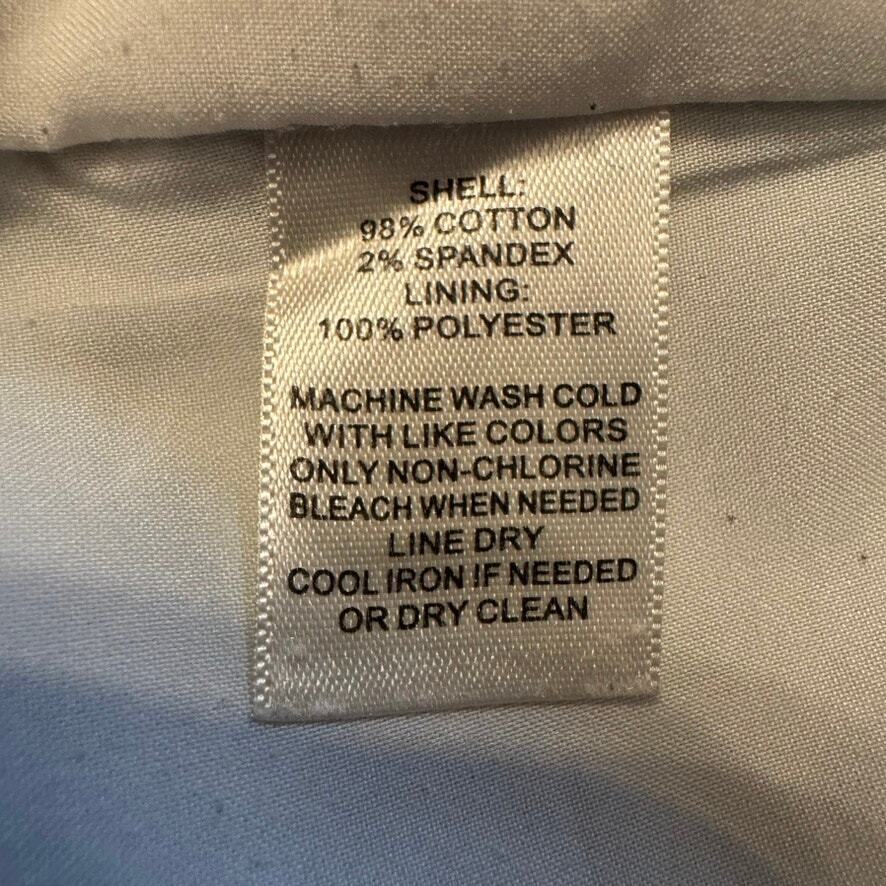 SHELL:
98% COTTON
2% SPANDEX
LINING:
100% POLYESTER
MACHINE WASH COLD
WITH LIKE COLORS
ONLY NON-CHLORINE
BLEACH WHEN NEEDED
LINE DRY
COOL IRON IF NEEDED
OR DRY CLEAN